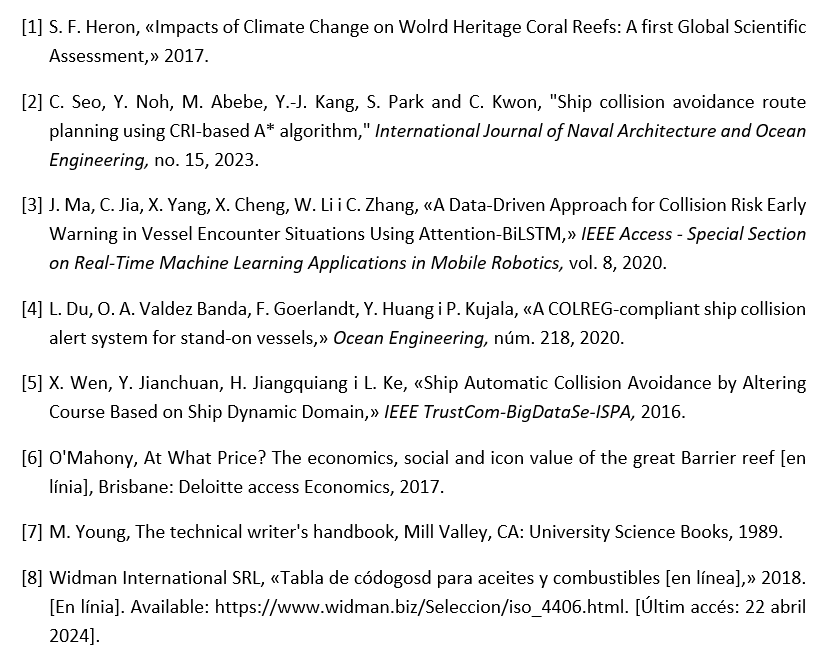 [1] S. F. Heron, «Impacts of Climate Change on Wolrd Heritage Coral Reefs: A first Global Scientific
Assessment,» 2017.
[2] C. Seo, Y. Noh, M. Abebe, Y.-J. Kang, S. Park and C. Kwon, "Ship collision avoidance route
planning using CRI-based A* algorithm," International Journal of Naval Architecture and Ocean
Engineering, no. 15, 2023.
[3] J. Ma, C. Jia, X. Yang, X. Cheng, W. Li i C. Zhang, «A Data-Driven Approach for Collision Risk Early
Warning in Vessel Encounter Situations Using Attention-BiLSTM,» IEEE Access - Special Section
on Real-Time Machine Learning Applications in Mobile Robotics, vol. 8, 2020.
[4] L. Du, O. A. Valdez Banda, F. Goerlandt, Y. Huang i P. Kujala, «A COLREG-compliant ship collision
alert system for stand-on vessels,» Ocean Engineering, núm. 218, 2020.
[5] X. Wen, Y. Jianchuan, H. Jiangquiang i L. Ke, «Ship Automatic Collision Avoidance by Altering
Course Based on Ship Dynamic Domain,» IEEE TrustCom-BigDataSe-ISPA, 2016.
[6] O'Mahony, At What Price? The economics, social and icon value of the great Barrier reef [en
línia], Brisbane: Deloitte access Economics, 2017.
[7] M. Young, The technical writer's handbook, Mill Valley, CA: University Science Books, 1989.
[8] Widman International SRL, «Tabla de códogosd para aceites y combustibles [en línea],» 2018.
[En línia]. Available: https://www.widman.biz/Seleccion/iso_4406.html. [Últim accés: 22 abril
2024].